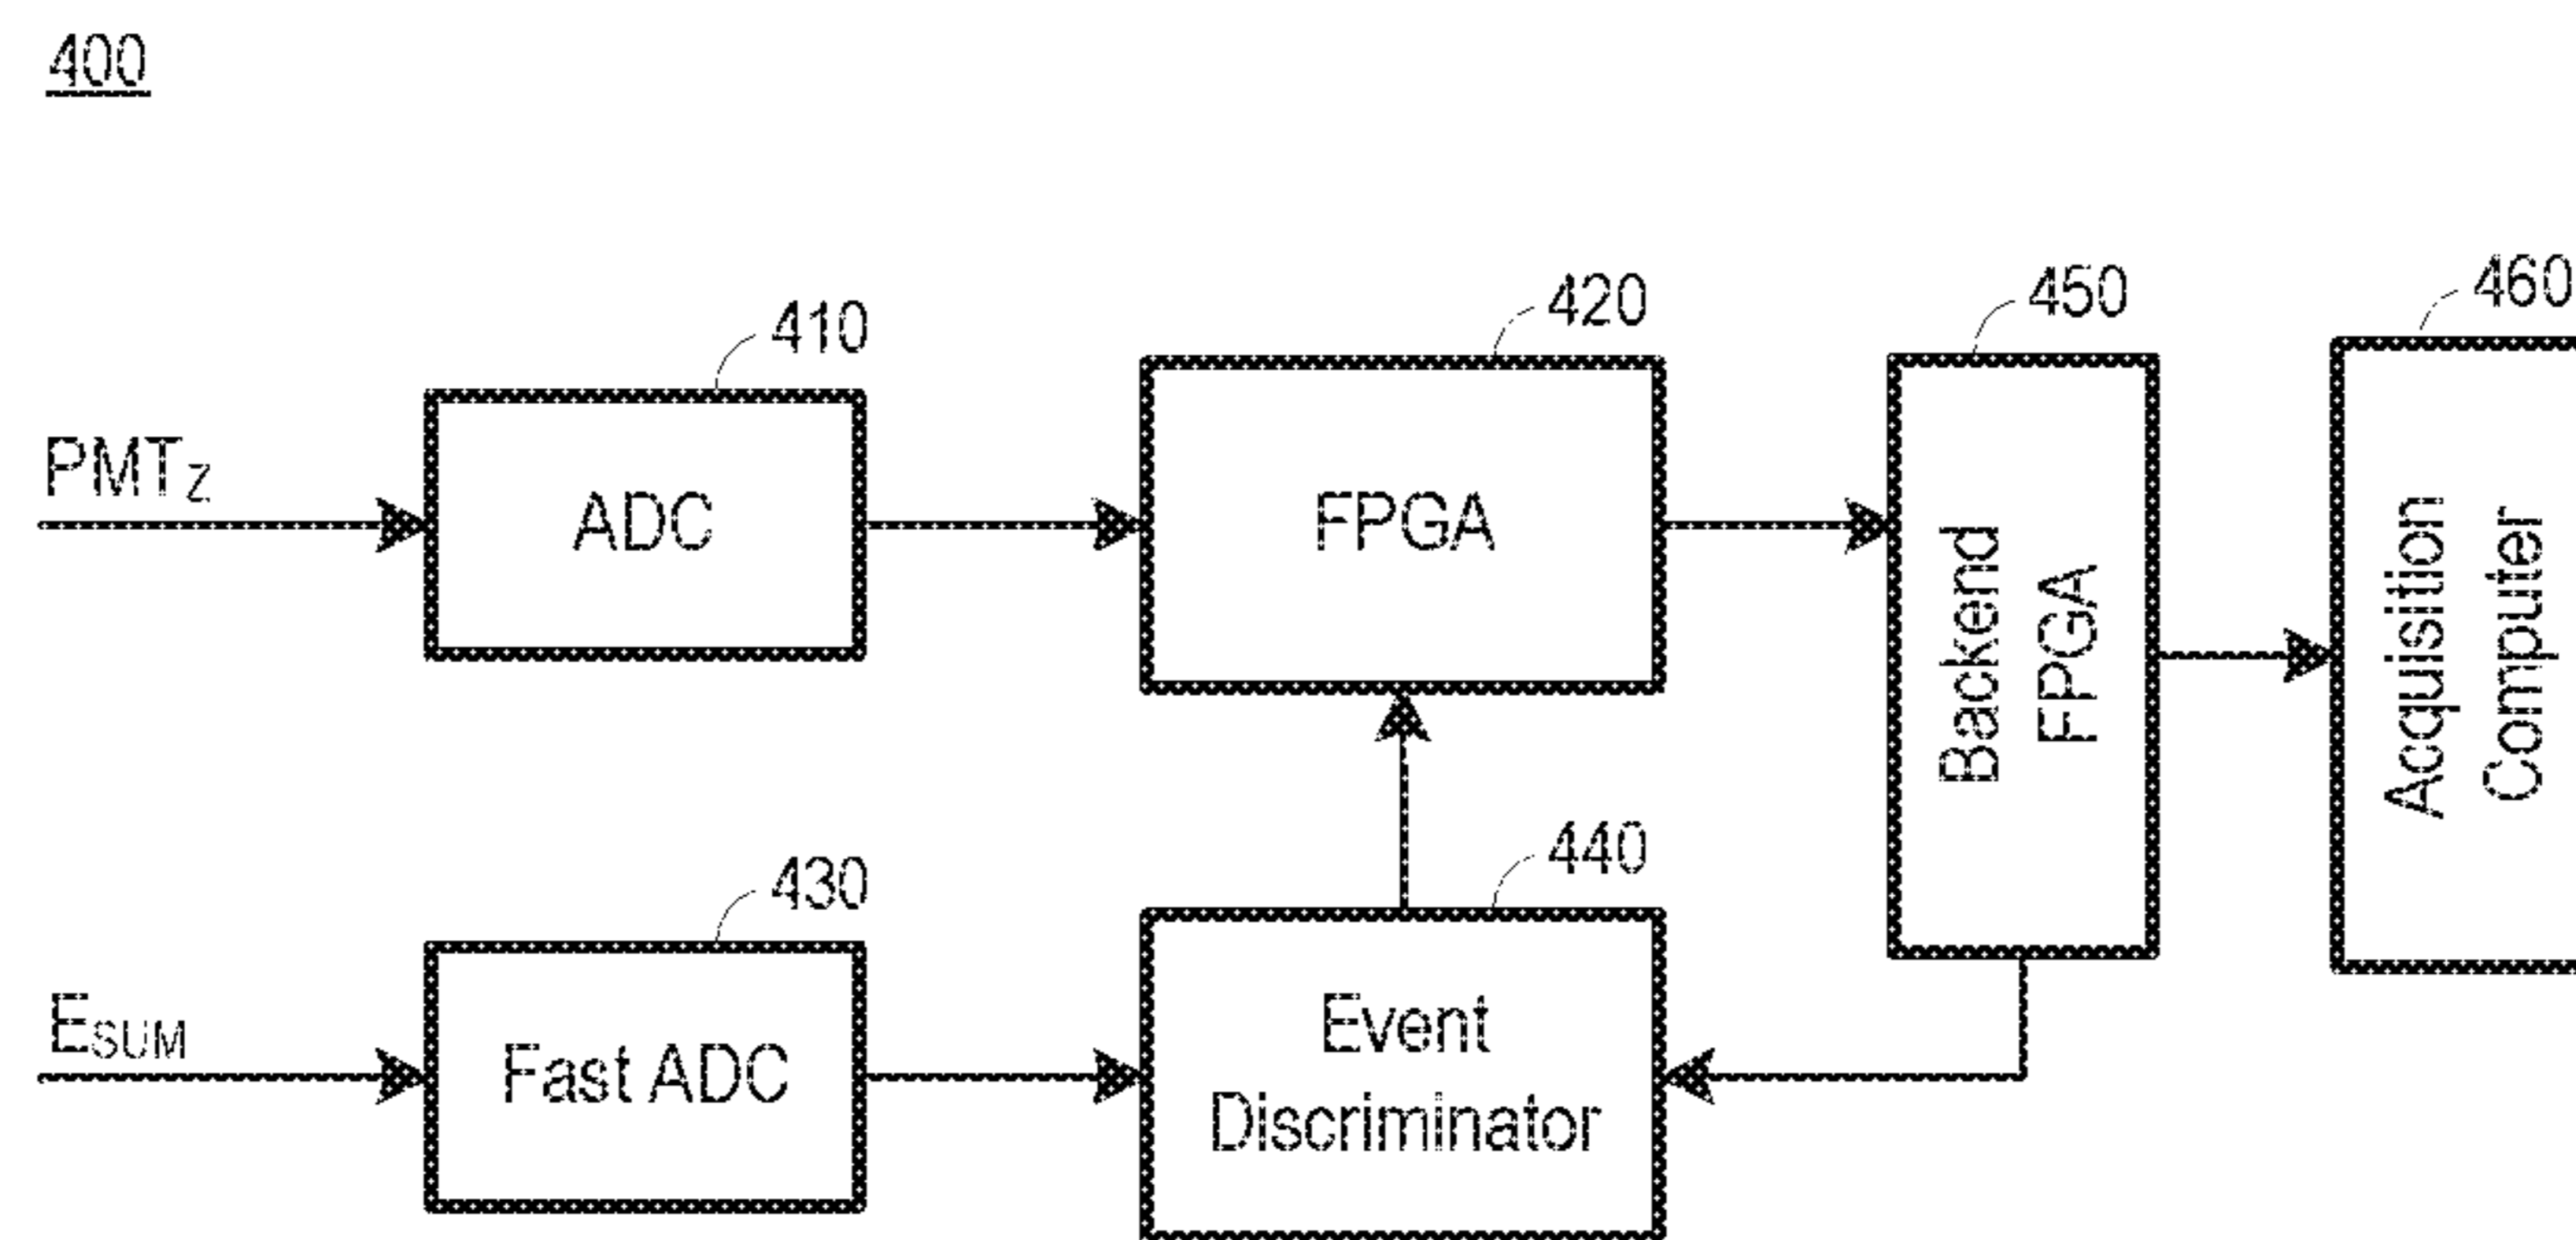 400
410
420
450
460
PMTZ
ADC
FPGA
Backend
FPGA
Acquisition
Computer
430
440
ESUM
Fast ADC
Event
Discriminator